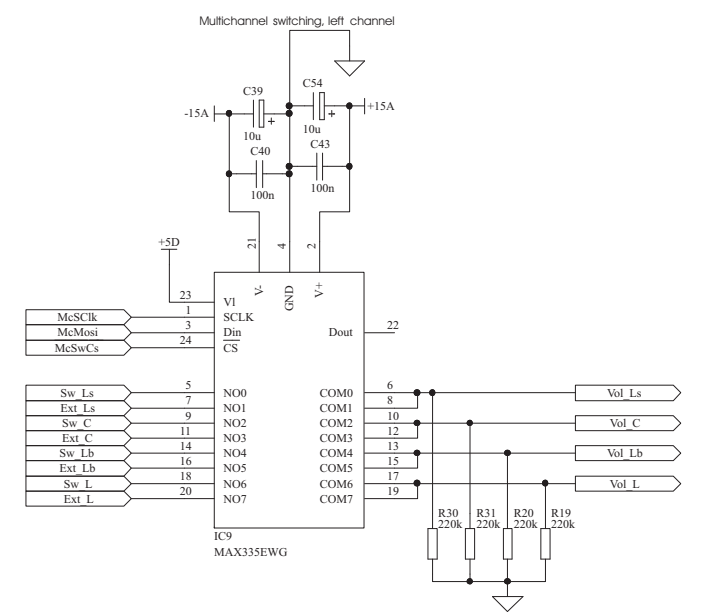 Multichannel switching, left channel
C39
C54
-15A
+
+
+15A
10u
10u
C40
C43
100n
100n
21
4
2
+5D
V-
GND
V+
23
Vl
McSClk
1
SCLK
McMosi
3
Din
Dout
22
McSwCs
24
CS
Sw_Ls
5
NO0
COM0
6
Vol_Ls
Ext_Ls
7
NO1
COM1
8
Sw_C
9
NO2
COM2
10
Vol_C
Ext_C
11
NO3
COM3
12
Sw_Lb
14
NO4
COM4
13
Vol_Lb
Ext_Lb
16
NO5
COM5
15
Sw_L
18
NO6
COM6
17
Vol_L
Ext_L
20
NO7
COM7
19
R30
220k
R31
220k
R20
220k
R19
220k
IC9
MAX335EWG